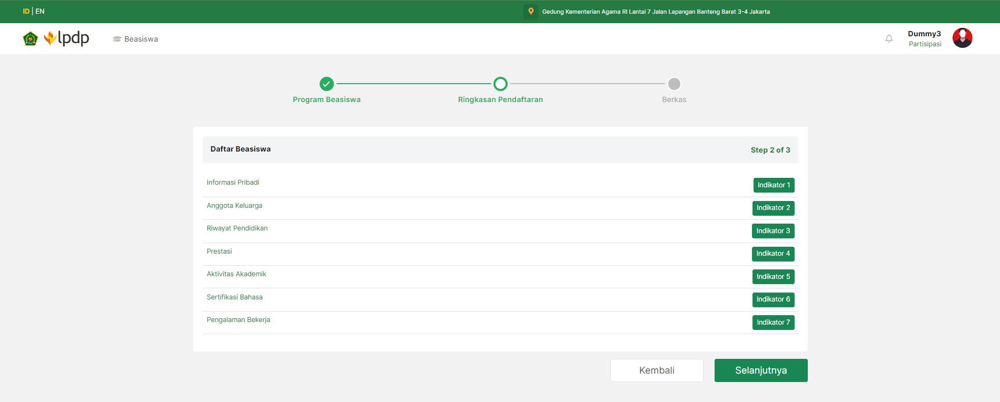 ID | EN
Gedung Kementerian Agama RI Lantai 7 Jalan Lapangan Banteng Barat 3-4 Jakarta
lpdp
Beasiswa
Dummy3
Partisipasi
Program Beasiswa
Ringkasan Pendaftaran
Berkas
Daftar Beasiswa
Step 2 of 3
Informasi Pribadi
Indikator 1
Anggota Keluarga
Indikator 2
Riwayat Pendidikan
Indikator 3
Prestasi
Indikator 4
Aktivitas Akademik
Indikator 5
Sertifikasi Bahasa
Indikator 6
Pengalaman Bekerja
Indikator 7
Kembali
Selanjutnya